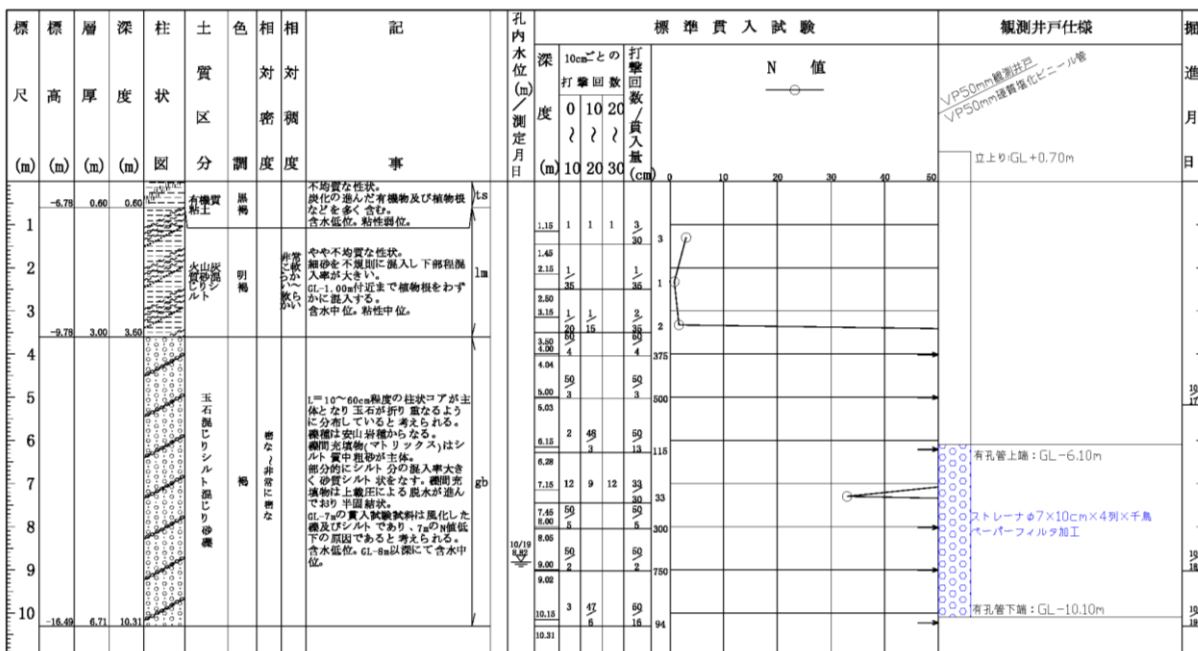 標尺(m)
標高(m)
層厚(m)
深度(m)
柱状図
土質区分
色調
相対密度
相対稠度
記事
孔内水位(m)/測定月日
標準貫入試験
深度(m)
10cmごとの打撃回数
0～10
10～20
20～30
打撃回数/貫入量(cm)
N 値
0 10 20 30 40 50
観測井戸仕様
VP50mm観測井戸
VP50mm硬質塩化ビニール管
立上り:GL+0.70m
掘進月日
-6.78 0.60 0.60
有機質粘土
黒褐
不均質な性状。
炭化の進んだ有機物及び植物根
などを多く含む。
含水低位。粘性弱位。
ts
1
2
3
-9.78 3.00 3.60
火山灰質砂混じりシルト
明褐
非常に軟らかい～軟らかい
やや不均質な性状。
細砂を不規則に混入し下部程混
入率が大きい。
GL-1.00m付近まで植物根をわず
かに混入する。
含水中位。粘性中位。
lm
4
5
6
7
8
9
10
-16.49 6.71 10.31
玉石混じりシルト混じり砂礫
褐
密な～非常に密な
L=10～60cm程度の柱状コアが主
体となり玉石が折り重なるよう
に分布していると考えられる。
礫種は安山岩種からなる。
礫間充填物(マトリックス)はシ
ルト質中粗砂が主体。
部分的にシルト分の混入率大き
く砂質シルト状をなす。礫間充
填物は上載圧による脱水が進ん
でおり半固結状。
GL-7mの貫入試験試料は風化した
礫及びシルトであり、7mのN値低
下の原因であると考えられる。
含水低位。GL-8m以深にて含水中
位。
gb
10/19
8.82
1.15 1 1 1 3/30 3
1.45
2.15 1/35 1/35 1
2.50
3.15 1/20 1/15 2/35 2
3.50
4.00 50/4 50/4 375
4.04
5.00 50/3 50/3 500
5.03
6.15 2 48/3 50/13 115
6.28
7.15 12 9 12 33/30 33
7.45
8.00 50/5 50/5 300
8.05
9.00 50/2 50/2 750
9.02
10.15 3 47/6 50/16 94
10.31
有孔管上端：GL-6.10m
ストレーナφ7×10cm×4列×千鳥
ペーパーフィルタ加工
有孔管下端：GL-10.10m
10/17
10/18
10/19